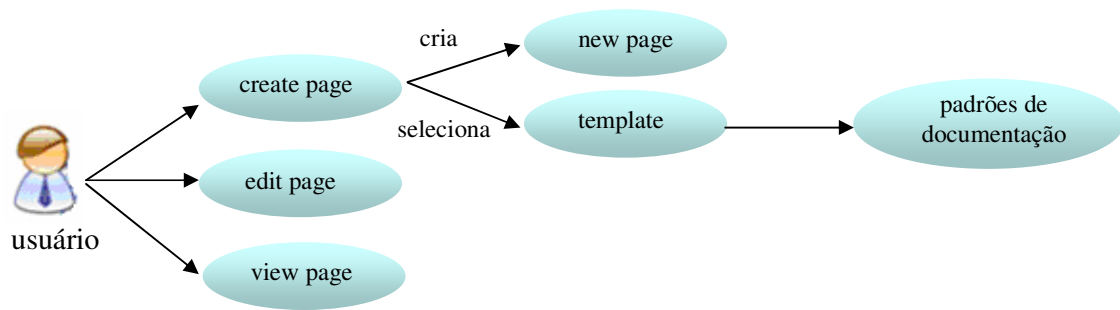 cria
new page
create page
seleciona
template
padrões de
documentação
edit page
usuário
view page